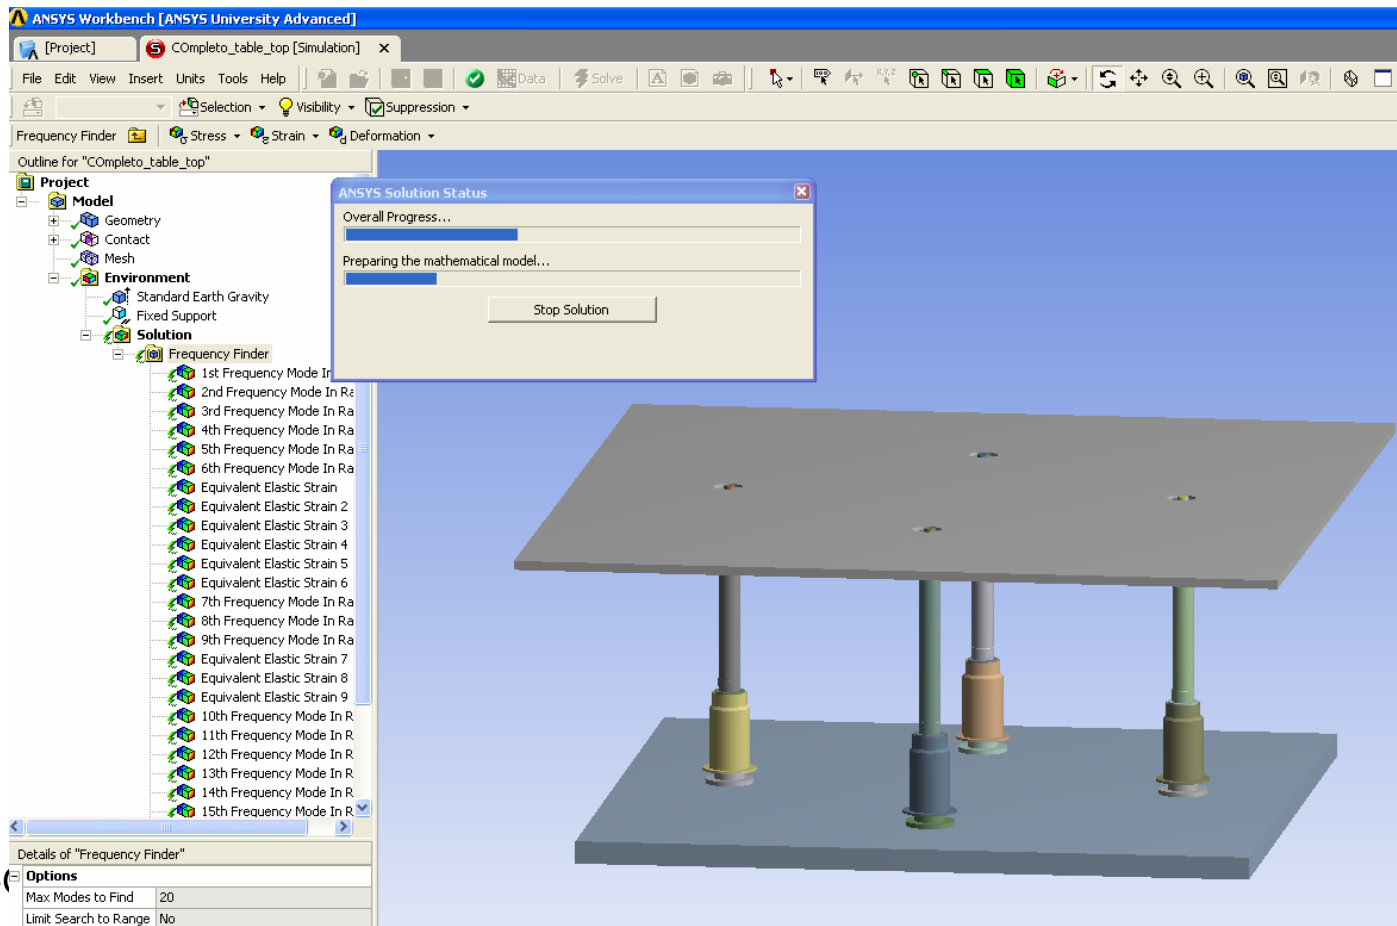 ANSYS Workbench [ANSYS University Advanced]
[Project] COmpleto_table_top [Simulation]
File Edit View Insert Units Tools Help Data Solve
Selection Visibility Suppression
Frequency Finder Stress Strain Deformation
Outline for "COmpleto_table_top"
Project
Model
Geometry
Contact
Mesh
Environment
Standard Earth Gravity
Fixed Support
Solution
Frequency Finder
1st Frequency Mode In
2nd Frequency Mode In Ra
3rd Frequency Mode In Ra
4th Frequency Mode In Ra
5th Frequency Mode In Ra
6th Frequency Mode In Ra
Equivalent Elastic Strain
Equivalent Elastic Strain 2
Equivalent Elastic Strain 3
Equivalent Elastic Strain 4
Equivalent Elastic Strain 5
Equivalent Elastic Strain 6
7th Frequency Mode In Ra
8th Frequency Mode In Ra
9th Frequency Mode In Ra
Equivalent Elastic Strain 7
Equivalent Elastic Strain 8
Equivalent Elastic Strain 9
10th Frequency Mode In R
11th Frequency Mode In R
12th Frequency Mode In R
13th Frequency Mode In R
14th Frequency Mode In R
15th Frequency Mode In R
ANSYS Solution Status
Overall Progress...
Preparing the mathematical model...
Stop Solution
Details of "Frequency Finder"
Options
Max Modes to Find 20
Limit Search to Range No